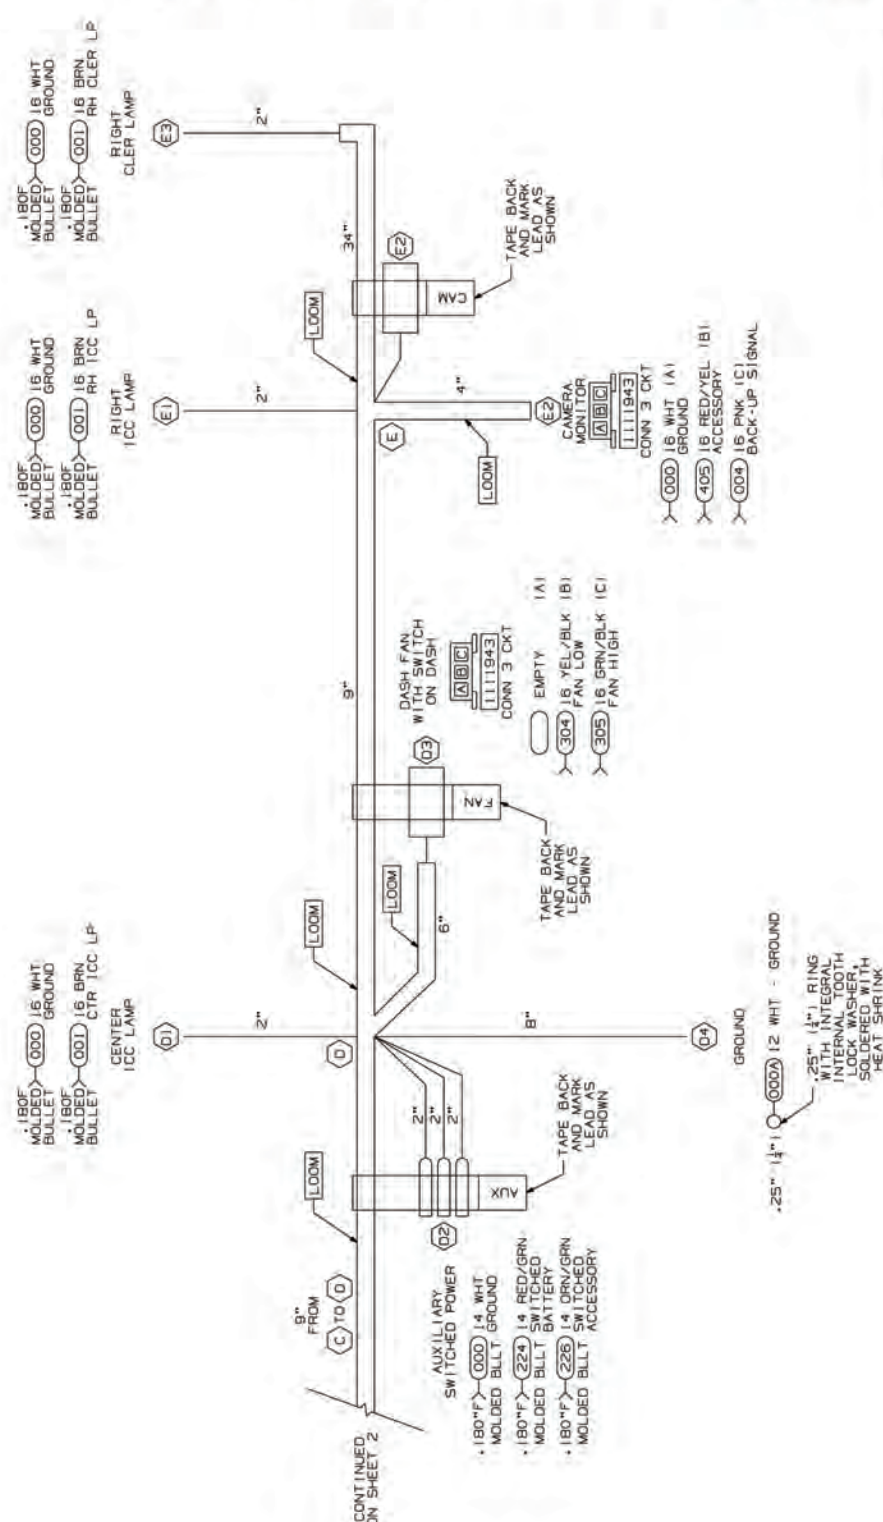 .180F
MOLDED 000 16 WHT
BULLET GROUND
.180F
MOLDED 001 16 BRN
BULLET CTR ICC LP
CENTER
ICC LAMP
D1
2"
.180F
MOLDED 000 16 WHT
BULLET GROUND
.180F
MOLDED 001 16 BRN
BULLET RH ICC LP
RIGHT
ICC LAMP
E1
2"
.180F
MOLDED 000 16 WHT
BULLET GROUND
.180F
MOLDED 001 16 BRN
BULLET RH CLER LP
RIGHT
CLER LAMP
E3
2"
9"
FROM
C TO D
LOOM
D
LOOM
9"
LOOM
34"
CONTINUED
ON SHEET 2
AUXILIARY
SWITCHED POWER
D2
2"
2"
2"
AUX
TAPE BACK
AND MARK
LEAD AS
SHOWN
.180"F 000 14 WHT
MOLDED BLLT GROUND
.180"F 224 14 RED/GRN
MOLDED BLLT SWITCHED
BATTERY
.180"F 226 14 ORN/GRN
MOLDED BLLT SWITCHED
ACCESSORY
8"
D4
GROUND
.25" (¼") 000A 12 WHT - GROUND
.25" (¼") RING
WITH INTEGRAL
INTERNAL TOOTH
LOCK WASHER,
SOLDERED WITH
HEAT SHRINK
LOOM
6"
FAN
D3
TAPE BACK
AND MARK
LEAD AS
SHOWN
DASH FAN
WITH SWITCH
ON DASH
A B C
1111943
CONN 3 CKT
EMPTY (A)
304 16 YEL/BLK (B)
FAN LOW
305 16 GRN/BLK (C)
FAN HIGH
E
LOOM
4"
E2
CAMERA
MONITOR
A B C
1111943
CONN 3 CKT
000 16 WHT (A)
GROUND
405 16 RED/YEL (B)
ACCESSORY
004 16 PNK (C)
BACK-UP SIGNAL
CAM
E2
TAPE BACK
AND MARK
LEAD AS
SHOWN